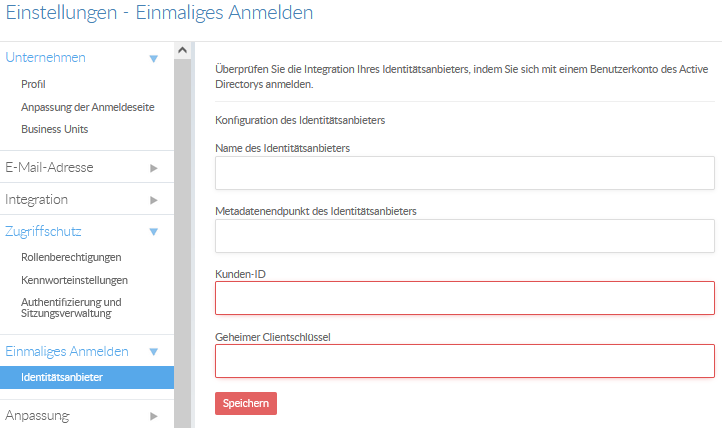 Einstellungen - Einmaliges Anmelden
Unternehmen
Profil
Anpassung der Anmeldeseite
Business Units
E-Mail-Adresse
Integration
Zugriffschutz
Rollenberechtigungen
Kennworteinstellungen
Authentifizierung und
Sitzungsverwaltung
Einmaliges Anmelden
Identitätsanbieter
Anpassung
Überprüfen Sie die Integration Ihres Identitätsanbieters, indem Sie sich mit einem Benutzerkonto des Active
Directorys anmelden.
Konfiguration des Identitätsanbieters
Name des Identitätsanbieters
Metadatenendpunkt des Identitätsanbieters
Kunden-ID
Geheimer Clientschlüssel
Speichern